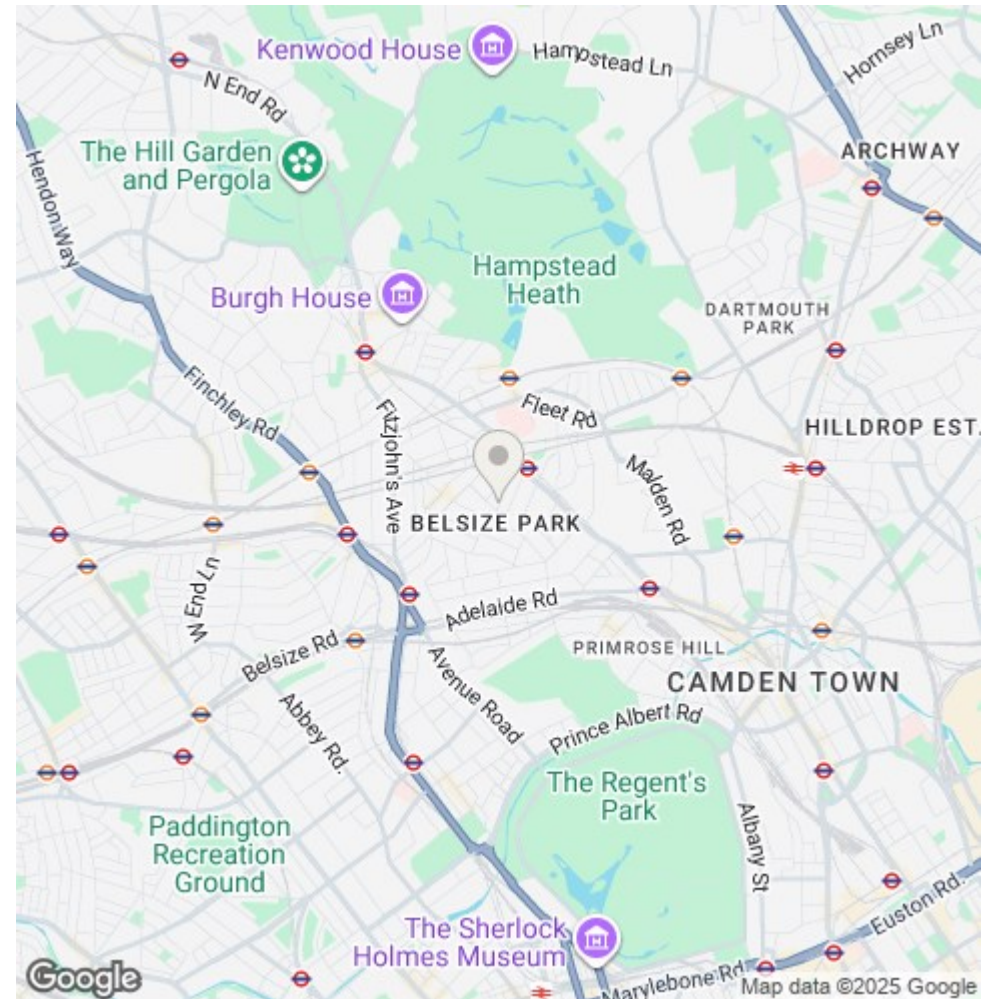 Kenwood House
Hampstead Ln
Hornsey Ln
N End Rd
The Hill Garden
and Pergola
ARCHWAY
Hendon Way
Hampstead
Heath
Burgh House
DARTMOUTH
PARK
Finchley Rd
Fitzjohn's Ave
Fleet Rd
HILLDROP EST.
Malden Rd
BELSIZE PARK
W End Ln
Adelaide Rd
Belsize Rd
PRIMROSE HILL
Avenue Road
CAMDEN TOWN
Abbey Rd.
Prince Albert Rd
The Regent's
Park
Albany St
Paddington
Recreation
Ground
Euston Rd.
The Sherlock
Holmes Museum
Marylebone Rd
Google
Map data ©2025 Google